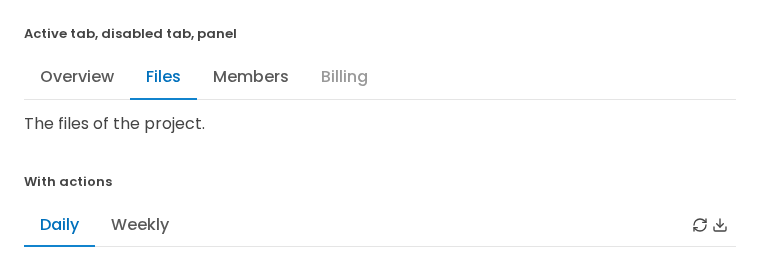 Active tab, disabled tab, panel
Overview Files Members Billing
The files of the project.
With actions
Daily Weekly